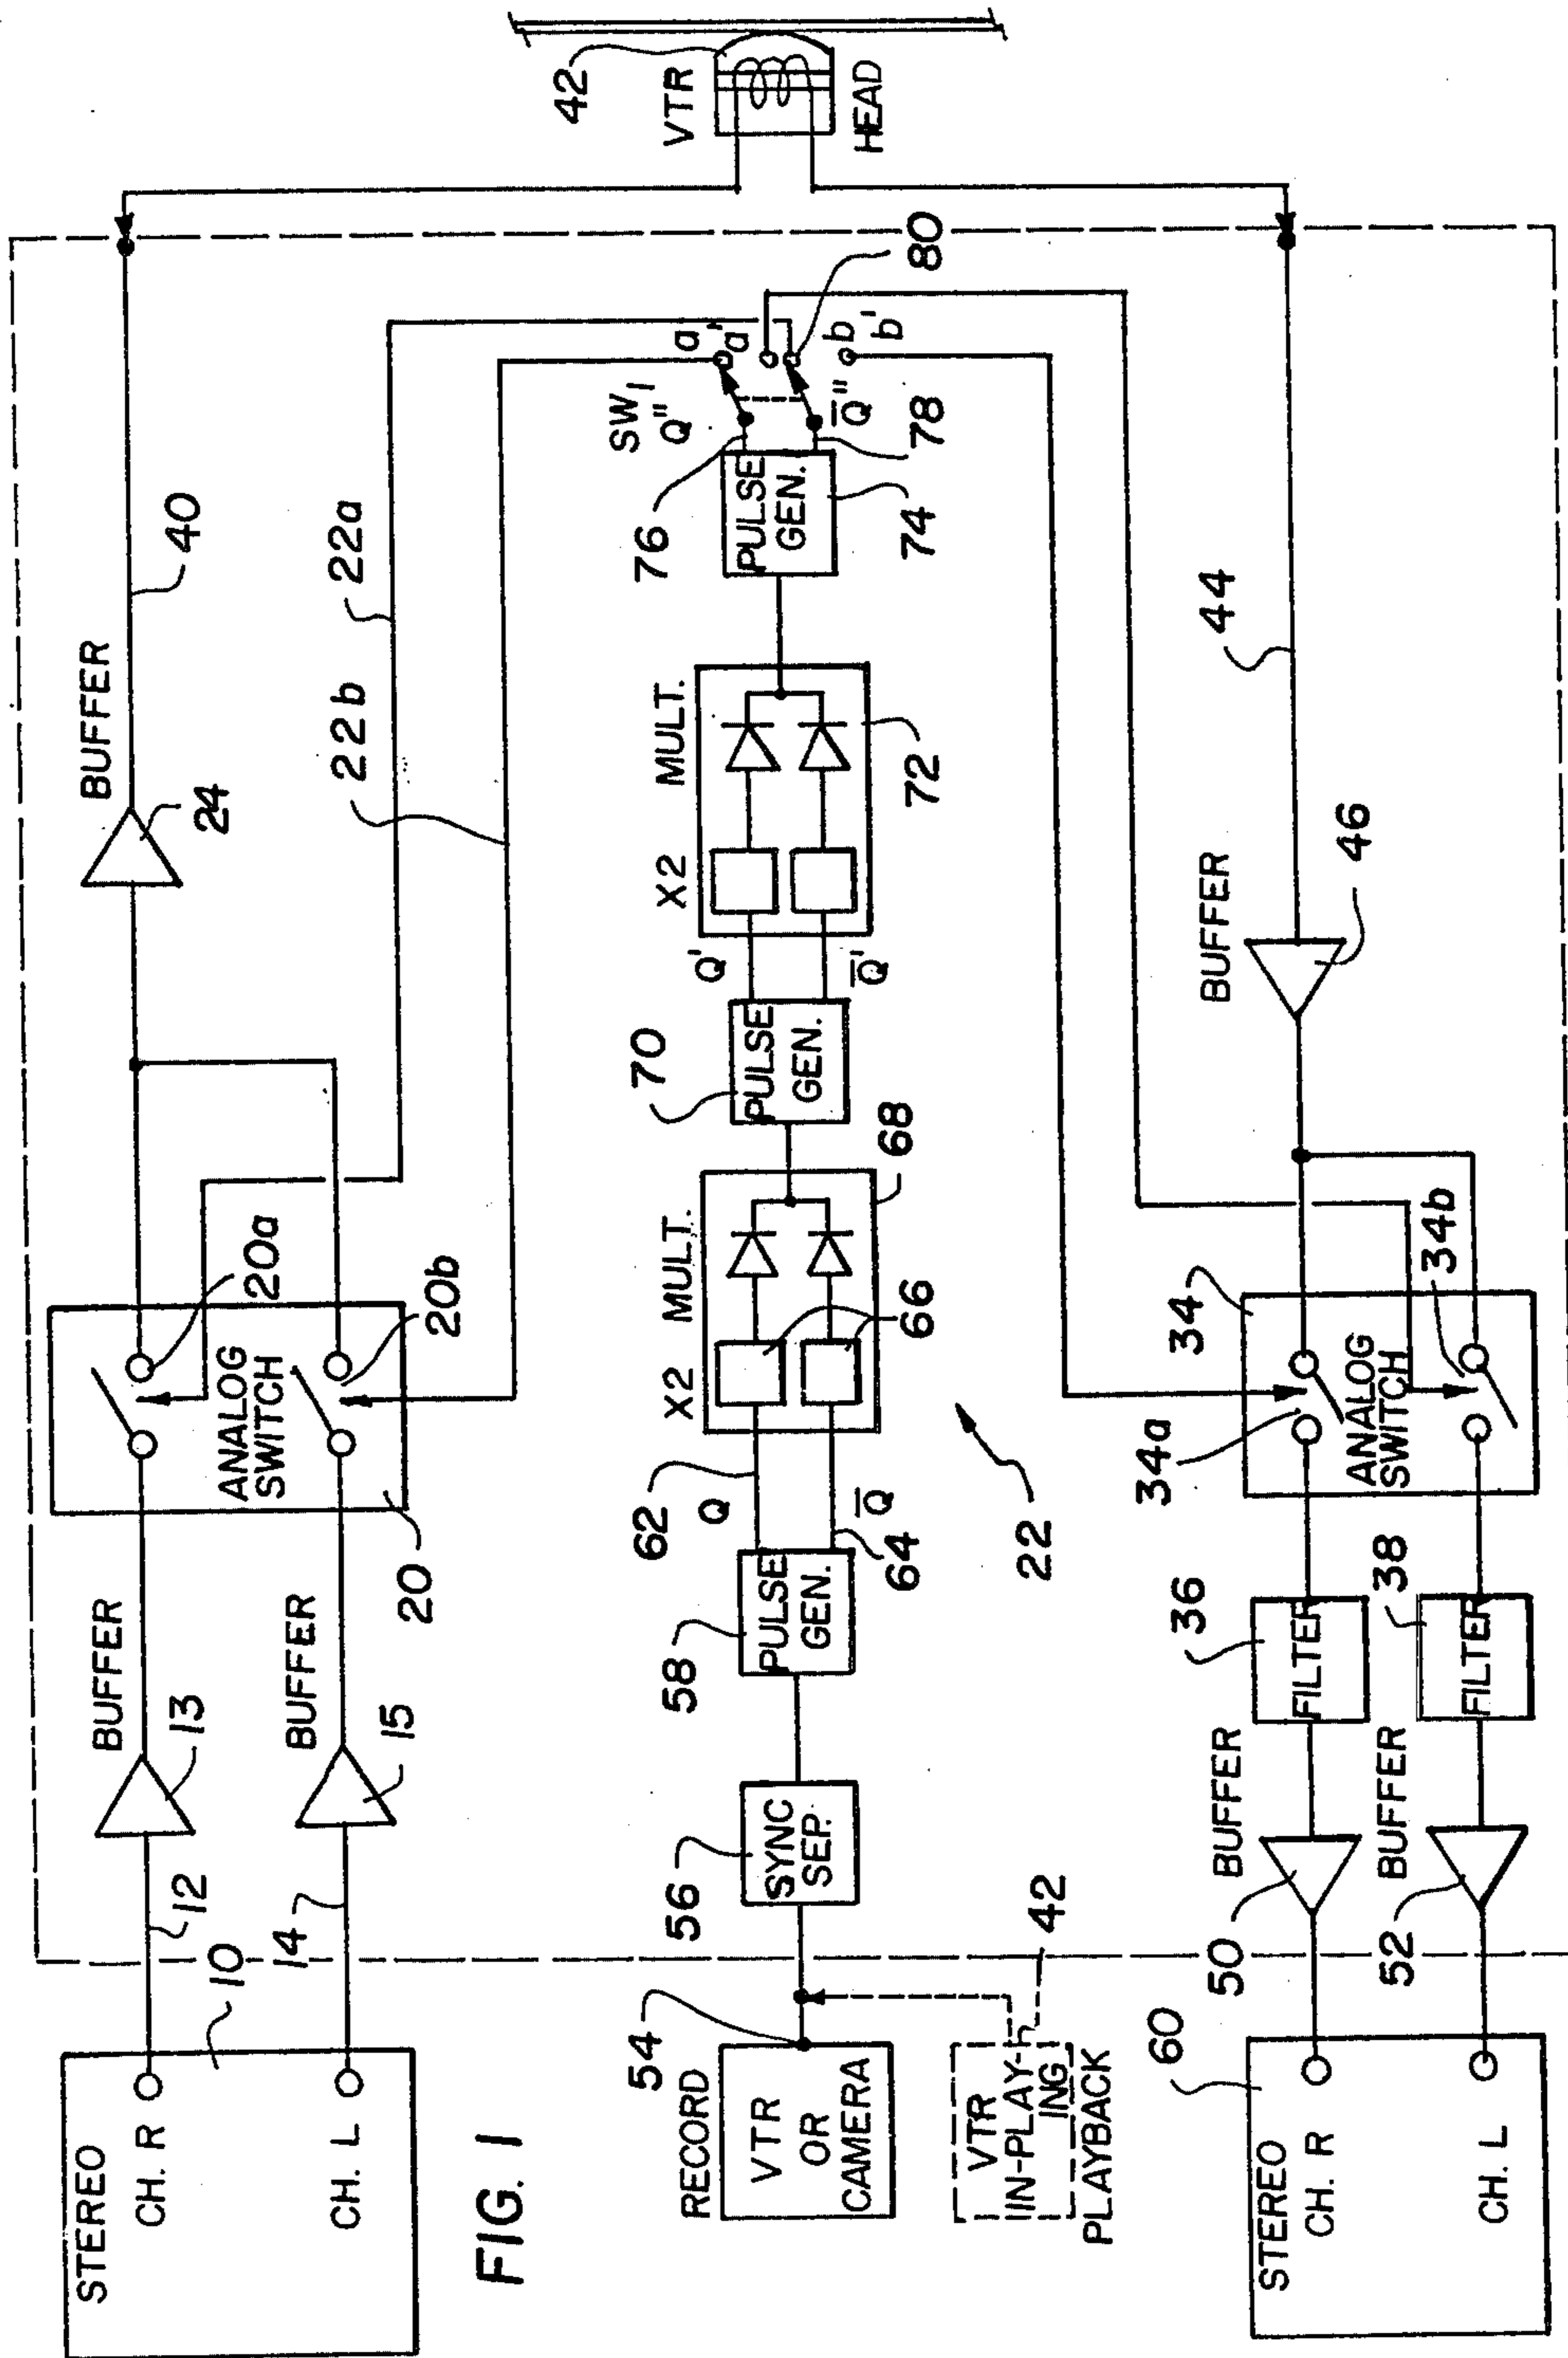 FIG. 1
STEREO
CH. R
CH. L
10
12
14
BUFFER
13
BUFFER
15
20
ANALOG
SWITCH
20a
20b
BUFFER
24
40
22a
22b
VTR
42
HEAD
RECORD
54
VTR
OR
CAMERA
VTR
IN-PLAY-
ING
PLAYBACK
42
56
SYNC
SEP.
58
PULSE
GEN.
62
Q
Q̅
64
X2
MULT.
66
68
22
70
PULSE
GEN.
Q'
Q̅'
X2
MULT.
72
PULSE
GEN.
74
76
78
SW1
Q"
Q̅"
a'
a
b
b'
80
44
BUFFER
46
34
34a
34b
ANALOG
SWITCH
36
FILTER
38
FILTER
BUFFER
50
BUFFER
52
60
STEREO
CH. R
CH. L